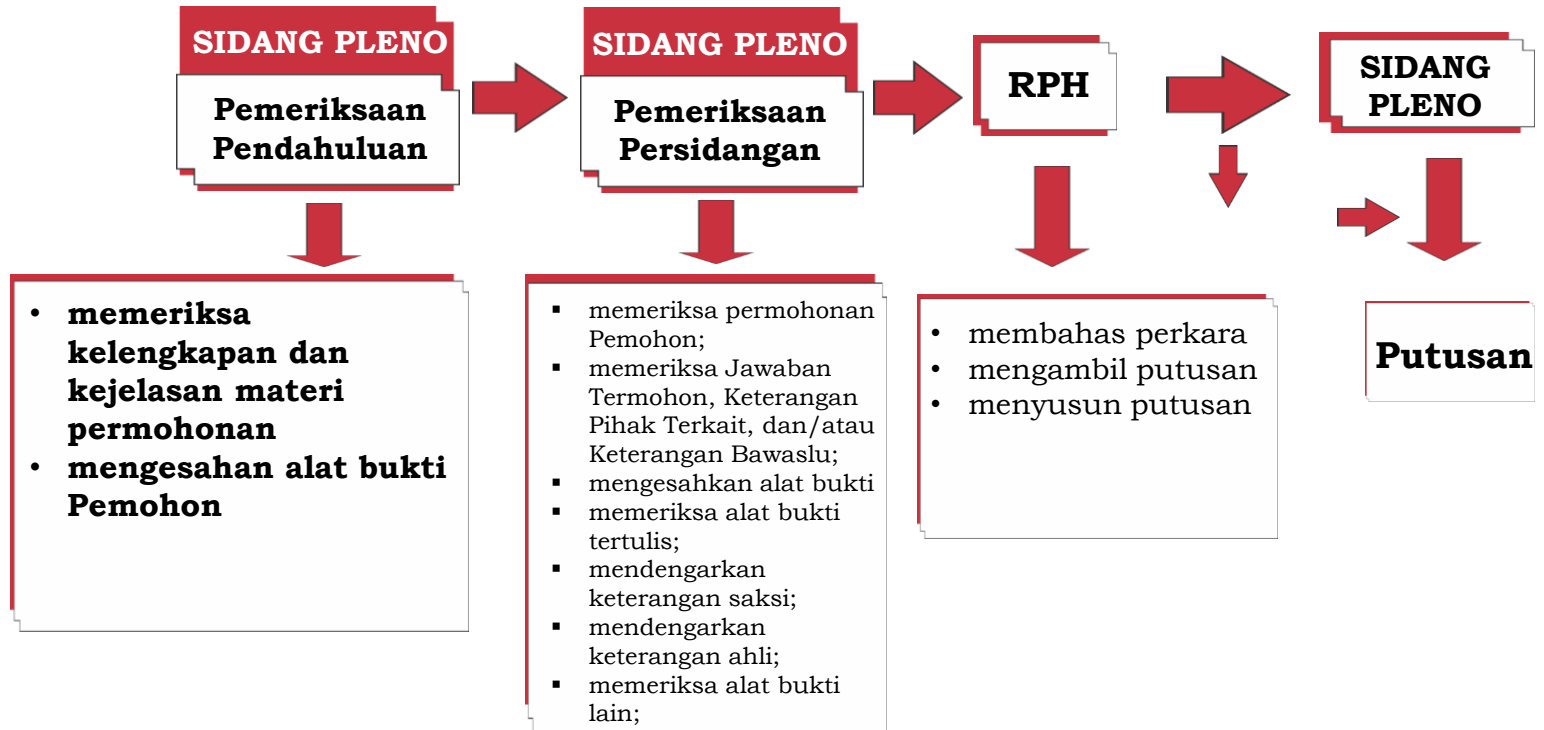 SIDANG PLENO
Pemeriksaan
Pendahuluan
SIDANG PLENO
Pemeriksaan
Persidangan
RPH
SIDANG
PLENO
• memeriksa
kelengkapan dan
kejelasan materi
permohonan
• mengesahan alat bukti
Pemohon
▪ memeriksa permohonan
Pemohon;
▪ memeriksa Jawaban
Termohon, Keterangan
Pihak Terkait, dan/atau
Keterangan Bawaslu;
▪ mengesahkan alat bukti
▪ memeriksa alat bukti
tertulis;
▪ mendengarkan
keterangan saksi;
▪ mendengarkan
keterangan ahli;
▪ memeriksa alat bukti
lain;
• membahas perkara
• mengambil putusan
• menyusun putusan
Putusan